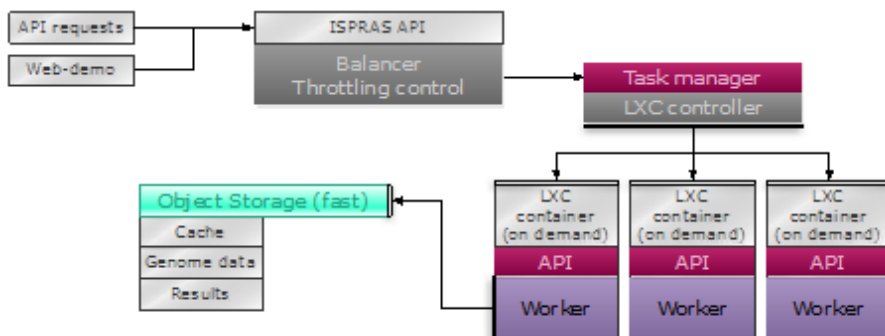 API requests
Web-demo
ISPRAS API
Balancer
Throttling control
Task manager
LXC controller
Object Storage (fast)
Cache
Genome data
Results
LXC
container
(on demand)
API
Worker
LXC
container
(on demand)
API
Worker
LXC
container
(on demand)
API
Worker